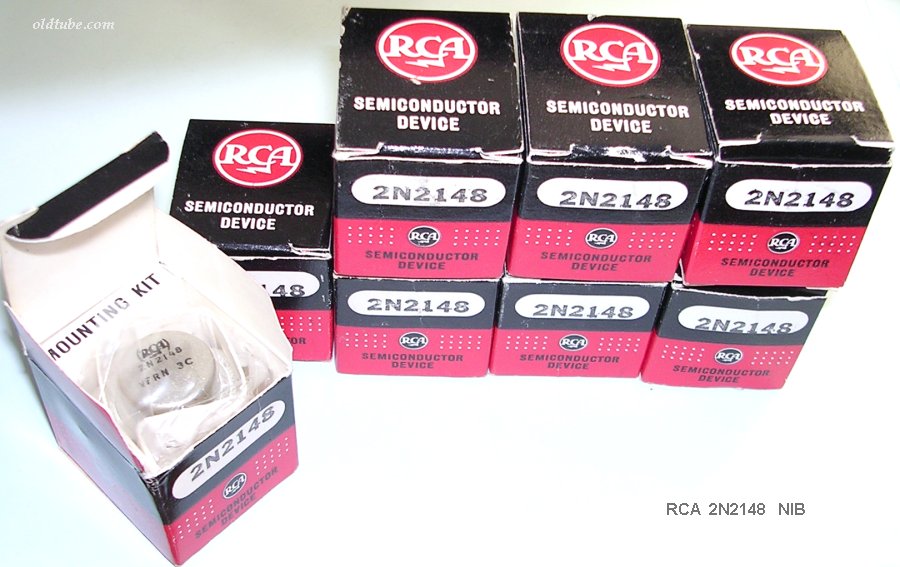 oldtube.com
RCA
SEMICONDUCTOR
DEVICE
2N2148
RCA
SEMICONDUCTOR
DEVICE
RCA
SEMICONDUCTOR
DEVICE
2N2148
RCA
SEMICONDUCTOR
DEVICE
RCA
SEMICONDUCTOR
DEVICE
2N2148
RCA
SEMICONDUCTOR
DEVICE
RCA
SEMICONDUCTOR
DEVICE
48
2N2148
RCA
SEMICONDUCTOR
DEVICE
2N2148
RCA
SEMICONDUCTOR
DEVICE
2N2148
RCA
SEMICONDUCTOR
DEVICE
MOUNTING KIT
RCA
2N2148
3C
2N2148
RCA
SEMICONDUCTOR
DEVICE
RCA 2N2148 NIB